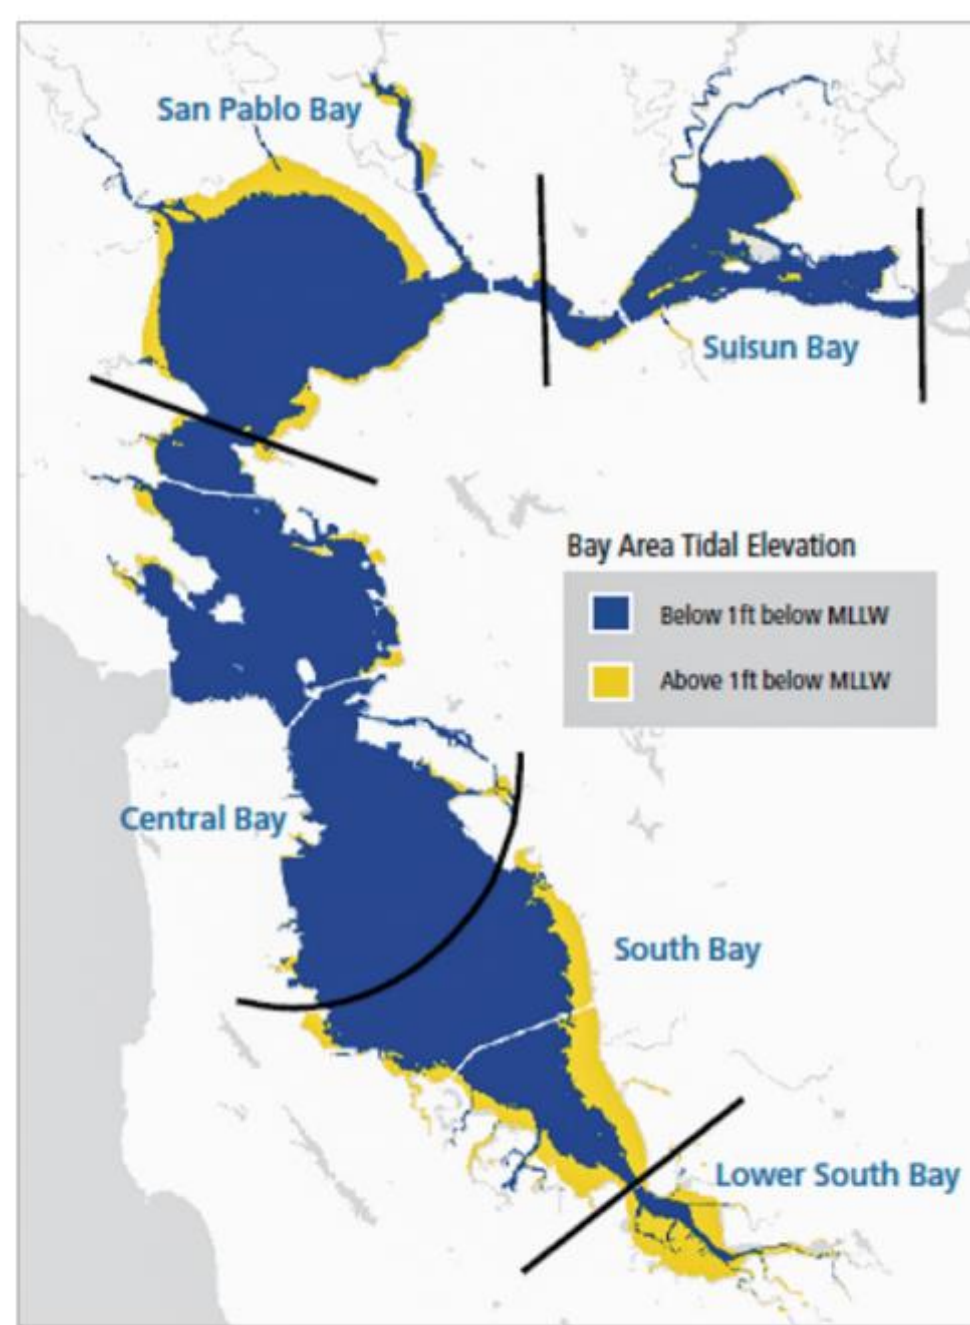 San Pablo Bay
Suisun Bay
Bay Area Tidal Elevation
Below 1ft below MLLW
Above 1ft below MLLW
Central Bay
South Bay
Lower South Bay